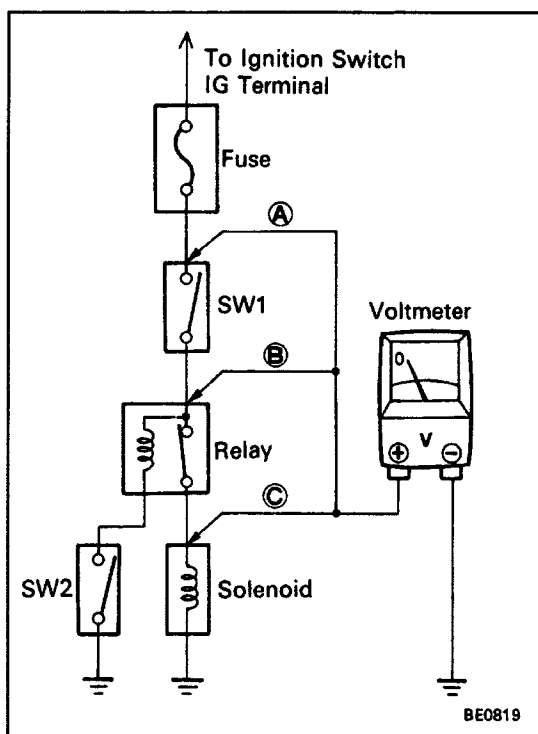 To Ignition Switch
IG Terminal
Fuse
A
SW1
Voltmeter
B
0
Relay
V
+ −
C
SW2
Solenoid
BE0819